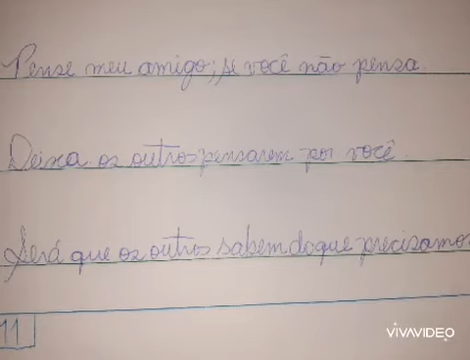 Pense meu amigo; se você não pensa.
Deixa os outros pensarem por você.
Será que os outros sabem do que precisamos
11
VIVAVIDEO